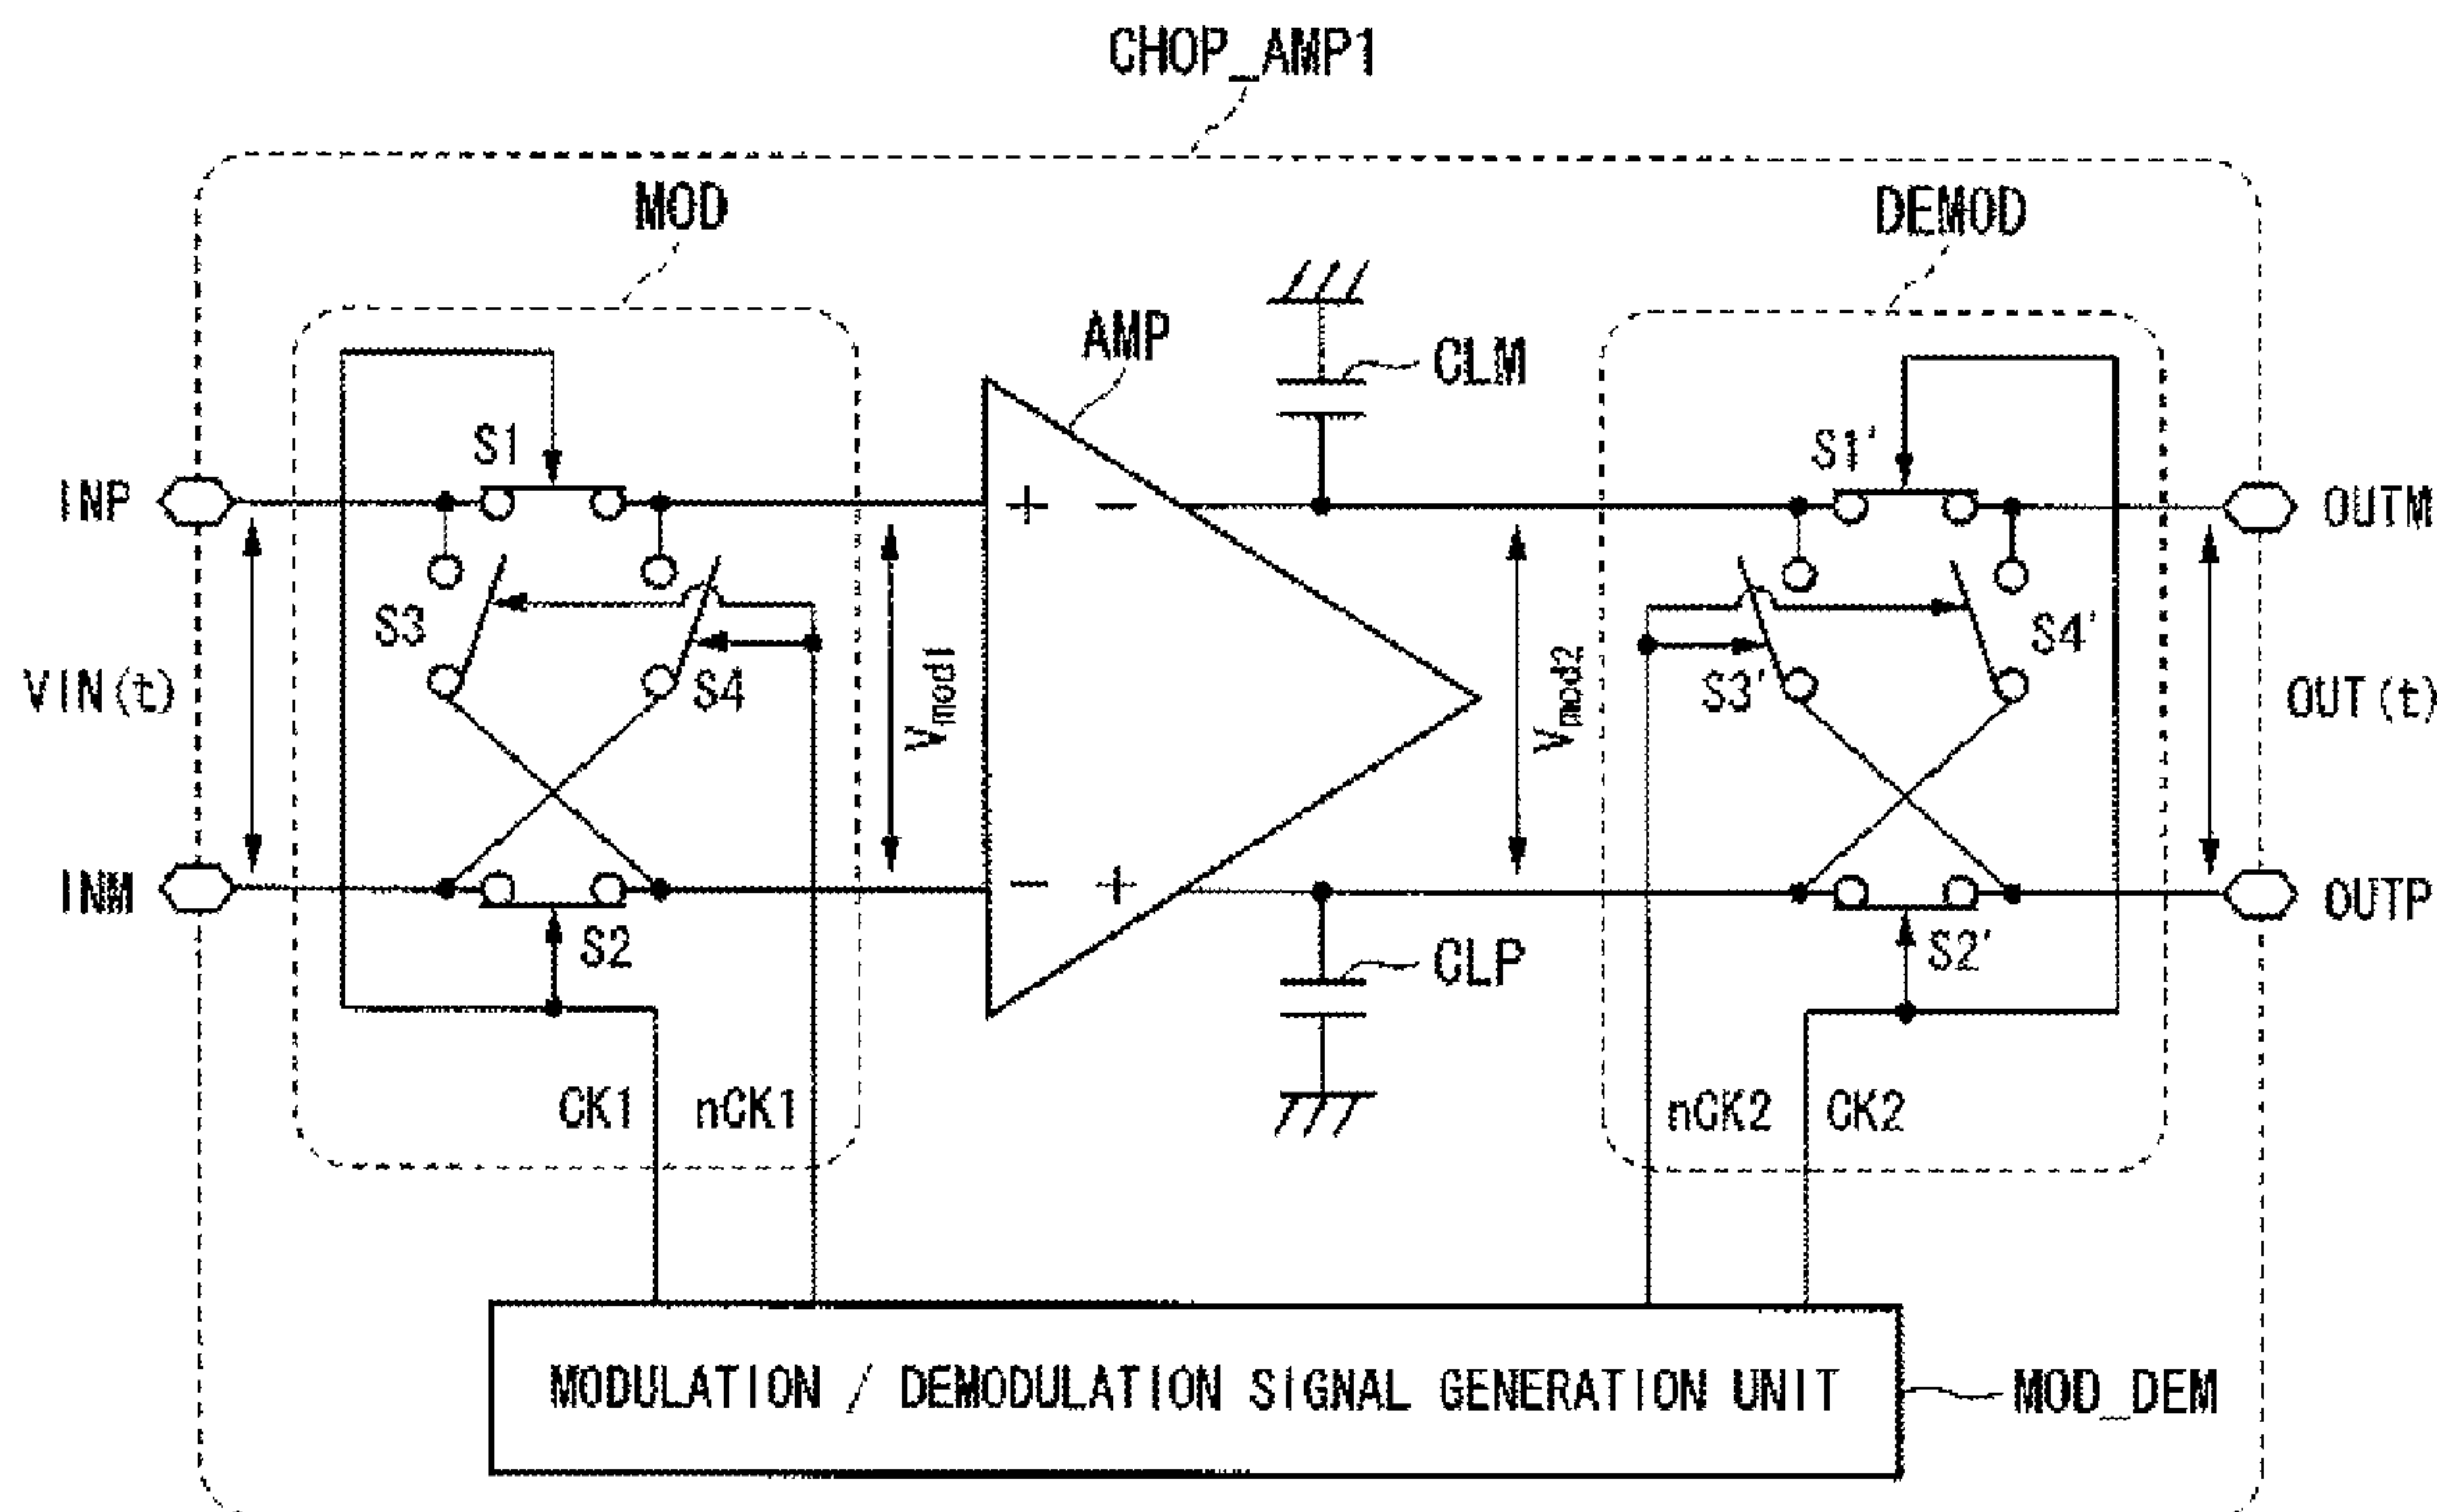 CHOP_AMP1
MOD
DEMOD
AMP
CLM
S1
S1'
INP
+
−
OUTM
S3
S4
S3'
S4'
VIN(t)
Vmod1
Vmod2
OUT(t)
INM
−
+
OUTP
S2
CLP
S2'
CK1
nCK1
nCK2
CK2
MODULATION / DEMODULATION SIGNAL GENERATION UNIT
MOD_DEM